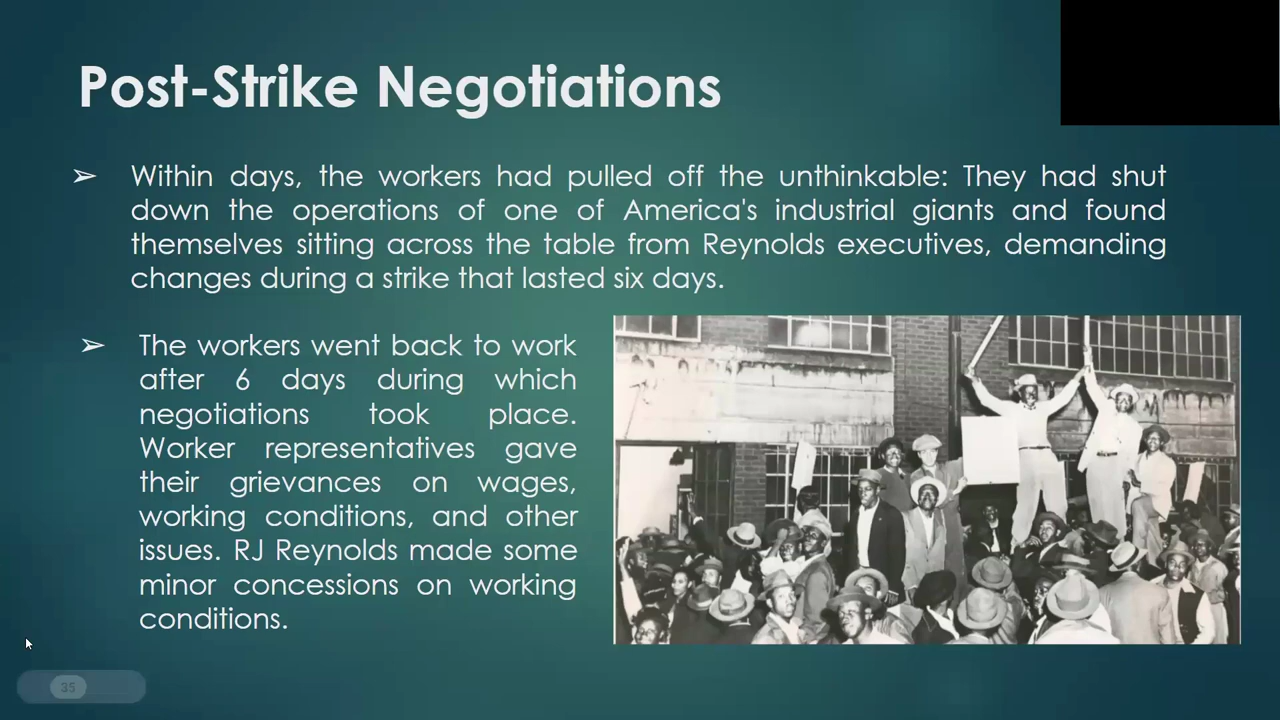 Post-Strike Negotiations
➢ Within days, the workers had pulled off the unthinkable: They had shut
down the operations of one of America's industrial giants and found
themselves sitting across the table from Reynolds executives, demanding
changes during a strike that lasted six days.
➢ The workers went back to work
after 6 days during which
negotiations took place.
Worker representatives gave
their grievances on wages,
working conditions, and other
issues. RJ Reynolds made some
minor concessions on working
conditions.
35